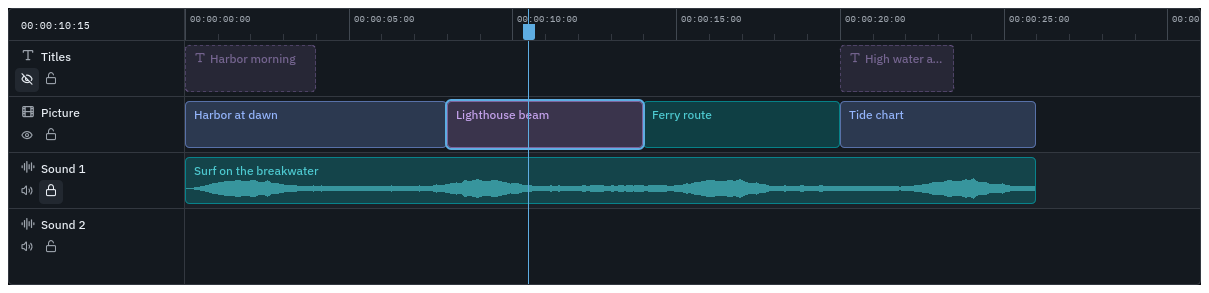 00:00:10:15
00:00:00:00
00:00:05:00
00:00:10:00
00:00:15:00
00:00:20:00
00:00:25:00
00:00
Titles
Harbor morning
High water a...
Picture
Harbor at dawn
Lighthouse beam
Ferry route
Tide chart
Sound 1
Surf on the breakwater
Sound 2